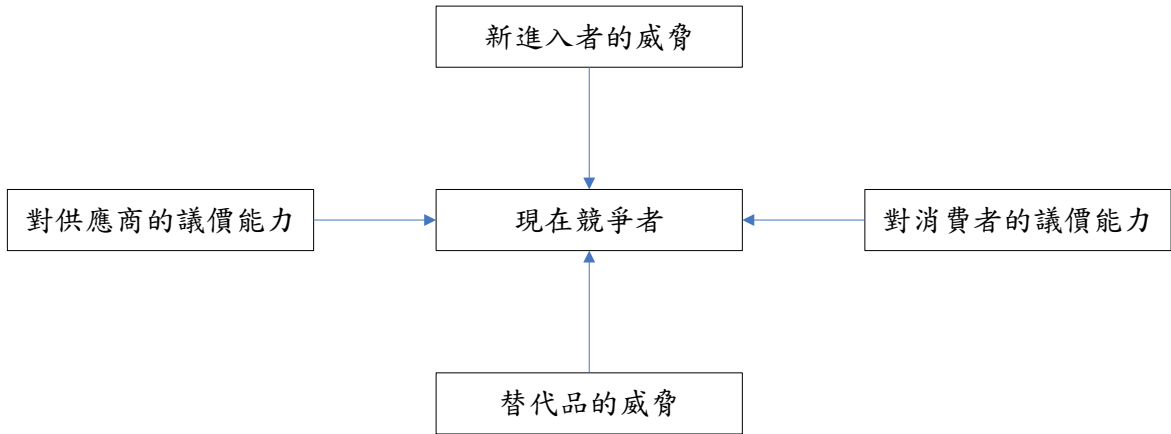 新進入者的威脅
對供應商的議價能力
現在競爭者
對消費者的議價能力
替代品的威脅